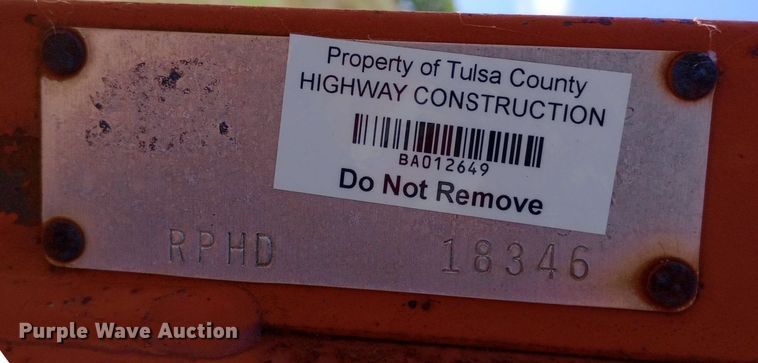 Property of Tulsa County
HIGHWAY CONSTRUCTION
BA012649
Do Not Remove
RPHD 18346
Purple Wave Auction